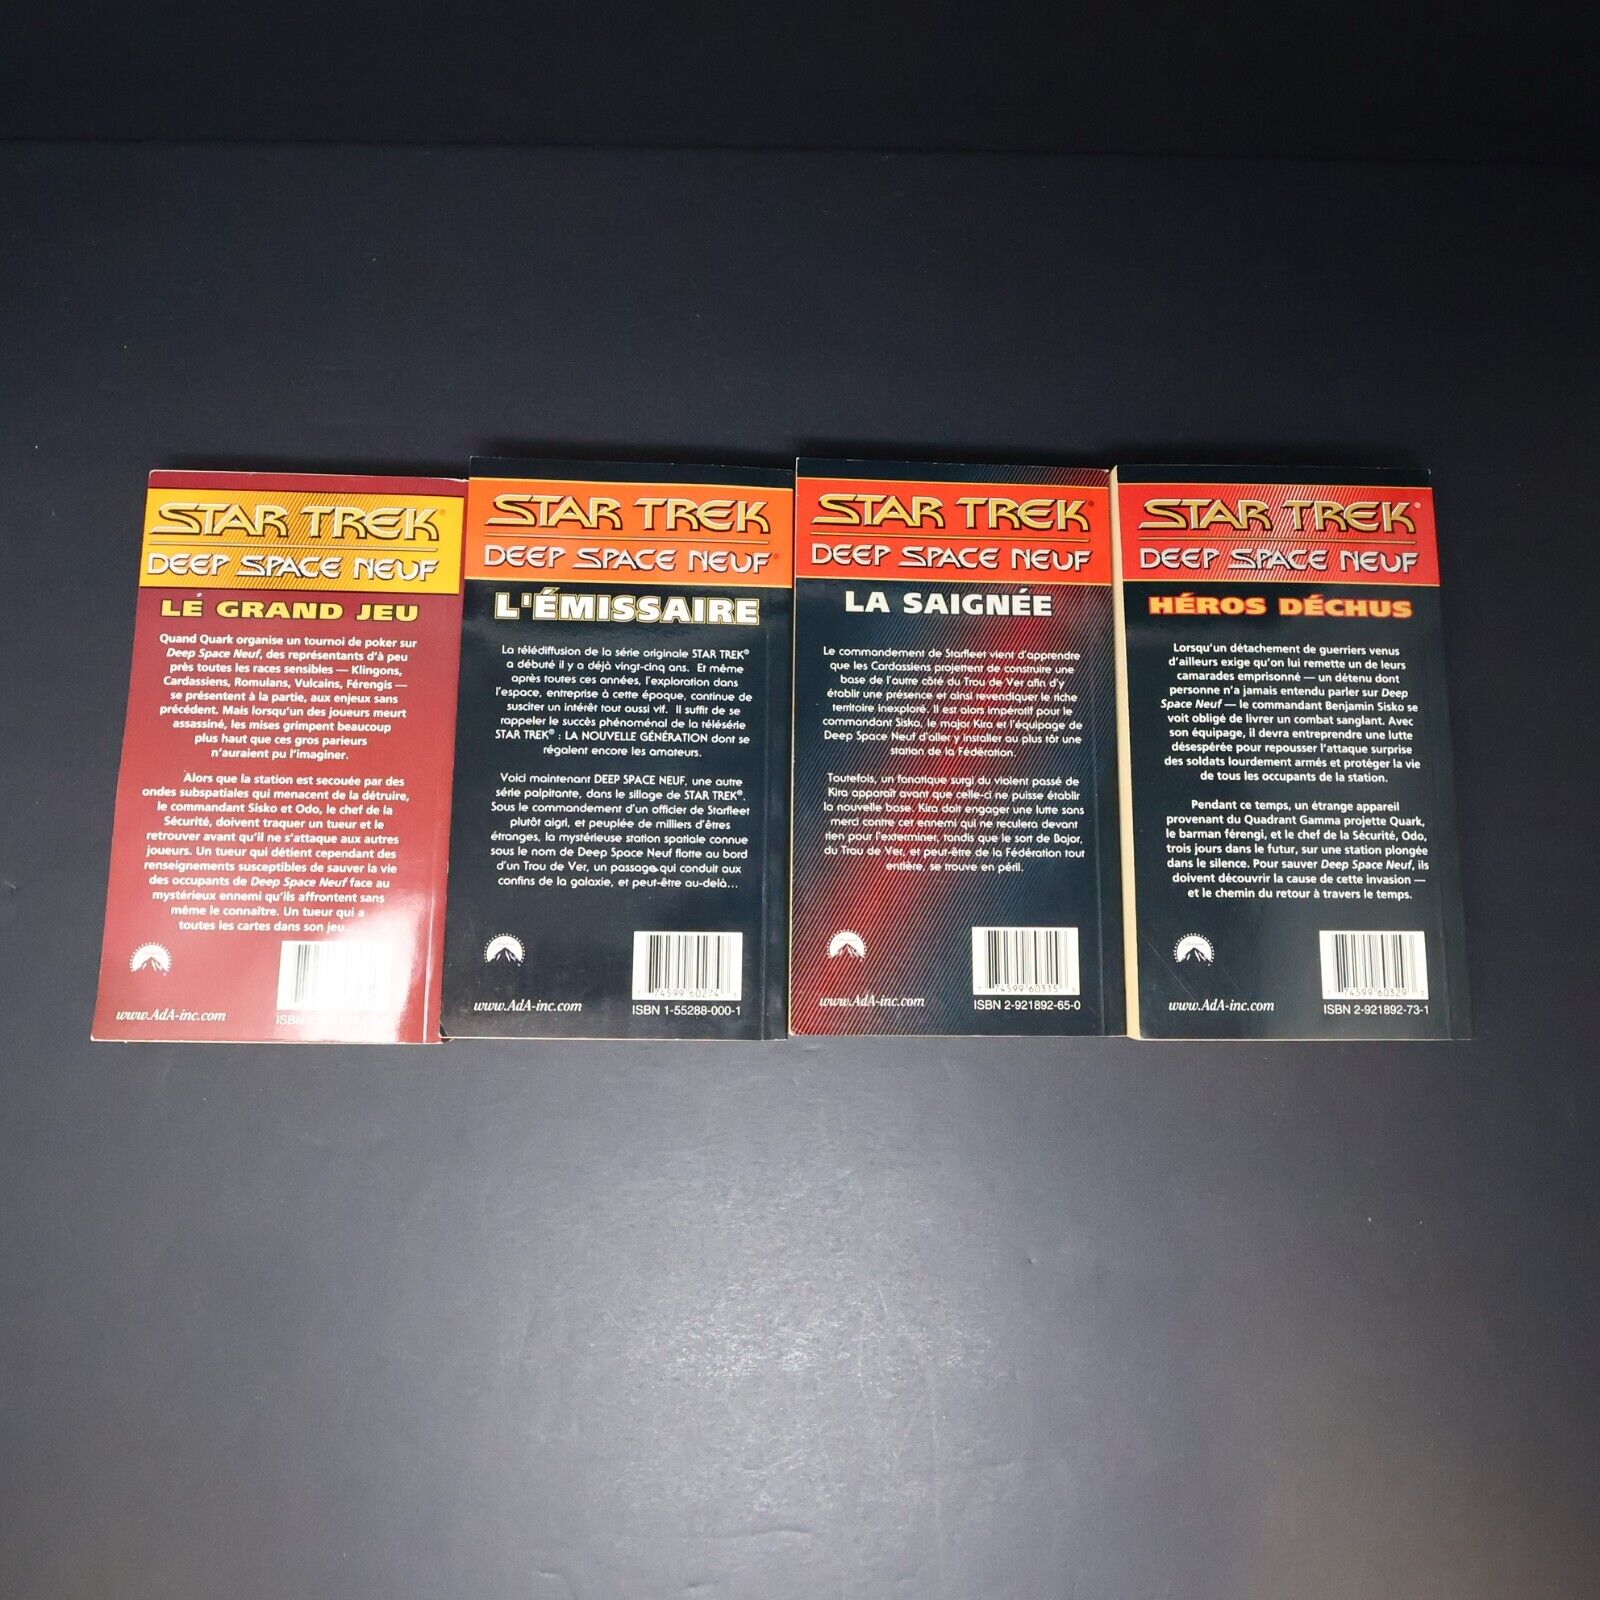 STAR TREK®
DEEP SPACE NEUF
LE GRAND JEU
Quand Quark organise un tournoi de poker sur
Deep Space Neuf, des représentants d'à peu
près toutes les races sensibles — Klingons,
Cardassiens, Romulans, Vulcains, Férengis —
se présentent à la partie, aux enjeux sans
précédent. Mais lorsqu'un des joueurs meurt
assassiné, les mises grimpent beaucoup
plus haut que ces gros parieurs
n'auraient pu l'imaginer.
Alors que la station est secouée par des
ondes subspatiales qui menacent de la détruire,
le commandant Sisko et Odo, le chef de la
Sécurité, doivent traquer un tueur et le
retrouver avant qu'il ne s'attaque aux autres
joueurs. Un tueur qui détient cependant des
renseignements susceptibles de sauver la vie
des occupants de Deep Space Neuf face au
mystérieux ennemi qu'ils affrontent sans
même le connaître. Un tueur qui a
toutes les cartes dans son jeu...
www.AdA-inc.com
ISBN
STAR TREK
DEEP SPACE NEUF®
L'ÉMISSAIRE
La télédiffusion de la série originale STAR TREK®
a débuté il y a déjà vingt-cinq ans. Et même
après toutes ces années, l'exploration dans
l'espace, entreprise à cette époque, continue de
susciter un intérêt tout aussi vif. Il suffit de se
rappeler le succès phénoménal de la télésérie
STAR TREK® : LA NOUVELLE GÉNÉRATION dont se
régalent encore les amateurs.
Voici maintenant DEEP SPACE NEUF, une autre
série palpitante, dans le sillage de STAR TREK®.
Sous le commandement d'un officier de Starfleet
plutôt aigri, et peuplée de milliers d'êtres
étranges, la mystérieuse station spatiale connue
sous le nom de Deep Space Neuf flotte au bord
d'un Trou de Ver, un passage qui conduit aux
confins de la galaxie, et peut-être au-delà...
www.AdA-inc.com
74599 60274
ISBN 1-55288-000-1
STAR TREK®
DEEP SPACE NEUF
LA SAIGNÉE
Le commandement de Starfleet vient d'apprendre
que les Cardassiens projettent de construire une
base de l'autre côté du Trou de Ver afin d'y
établir une présence et ainsi revendiquer le riche
territoire inexploré. Il est alors impératif pour le
commandant Sisko, le major Kira et l'équipage de
Deep Space Neuf d'aller y installer au plus tôt une
station de la Fédération.
Toutefois, un fanatique surgi du violent passé de
Kira apparaît avant que celle-ci ne puisse établir
la nouvelle base. Kira doit engager une lutte sans
merci contre cet ennemi qui ne reculera devant
rien pour l'exterminer, tandis que le sort de Bajor,
du Trou de Ver, et peut-être de la Fédération tout
entière, se trouve en péril.
www.AdA-inc.com
74599 60315
ISBN 2-921892-65-0
STAR TREK®
DEEP SPACE NEUF
HÉROS DÉCHUS
Lorsqu'un détachement de guerriers venus
d'ailleurs exige qu'on lui remette un de leurs
camarades emprisonné — un détenu dont
personne n'a jamais entendu parler sur Deep
Space Neuf — le commandant Benjamin Sisko se
voit obligé de livrer un combat sanglant. Avec
son équipage, il devra entreprendre une lutte
désespérée pour repousser l'attaque surprise
des soldats lourdement armés et protéger la vie
de tous les occupants de la station.
Pendant ce temps, un étrange appareil
provenant du Quadrant Gamma projette Quark,
le barman férengi, et le chef de la Sécurité, Odo,
trois jours dans le futur, sur une station plongée
dans le silence. Pour sauver Deep Space Neuf, ils
doivent découvrir la cause de cette invasion —
et le chemin du retour à travers le temps.
www.AdA-inc.com
74599 60329
ISBN 2-921892-73-1